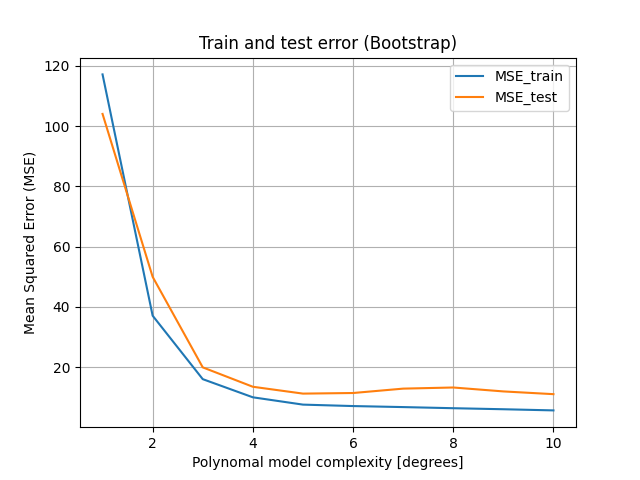 Train and test error (Bootstrap)
MSE_train
MSE_test
Mean Squared Error (MSE)
120
100
80
60
40
20
2
4
6
8
10
Polynomal model complexity [degrees]